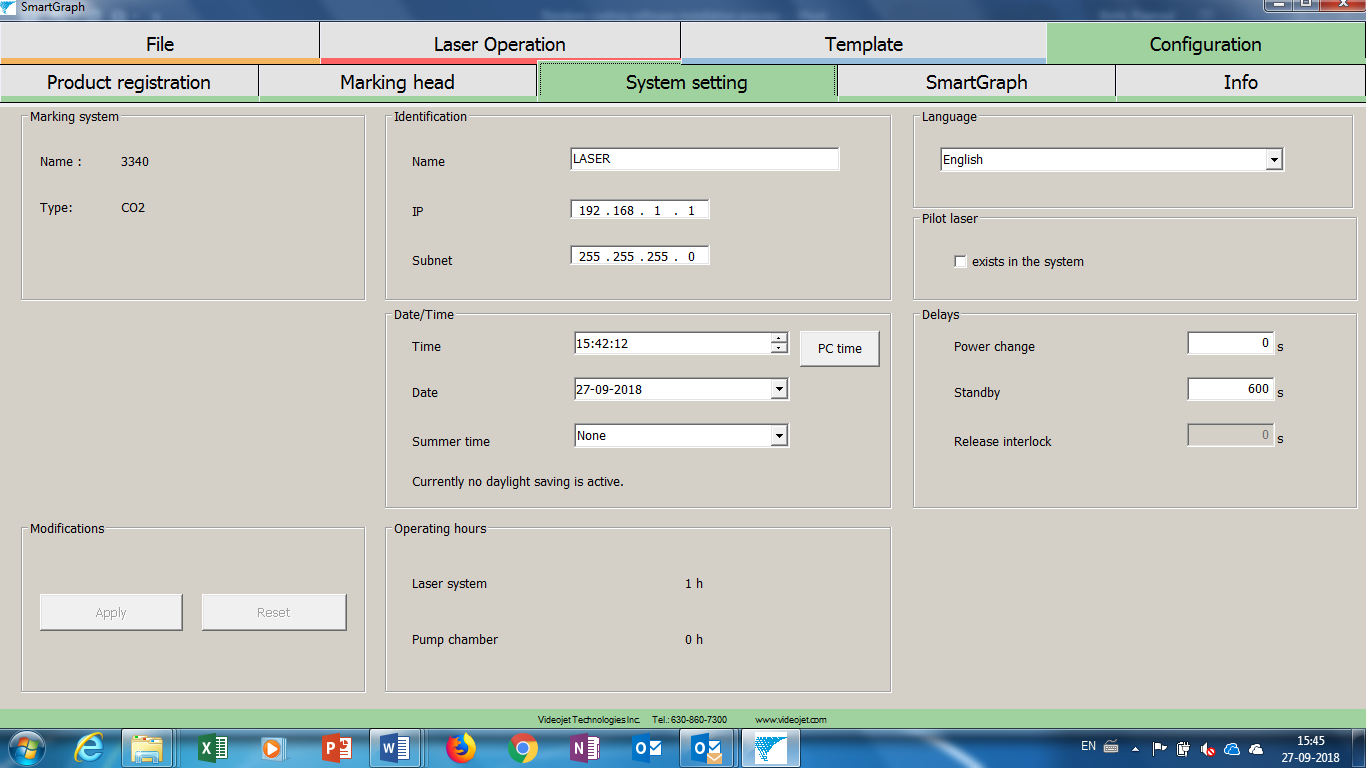 SmartGraph
File Laser Operation Template Configuration
Product registration Marking head System setting SmartGraph Info
Marking system
Name : 3340
Type: CO2
Identification
Name LASER
IP 192 . 168 . 1 . 1
Subnet 255 . 255 . 255 . 0
Language
English
Pilot laser
exists in the system
Date/Time
Time 15:42:12 PC time
Date 27-09-2018
Summer time None
Currently no daylight saving is active.
Delays
Power change 0 s
Standby 600 s
Release interlock 0 s
Modifications
Apply Reset
Operating hours
Laser system 1 h
Pump chamber 0 h
Videojet Technologies Inc. Tel.: 630-860-7300 www.videojet.com
EN 15:45
27-09-2018